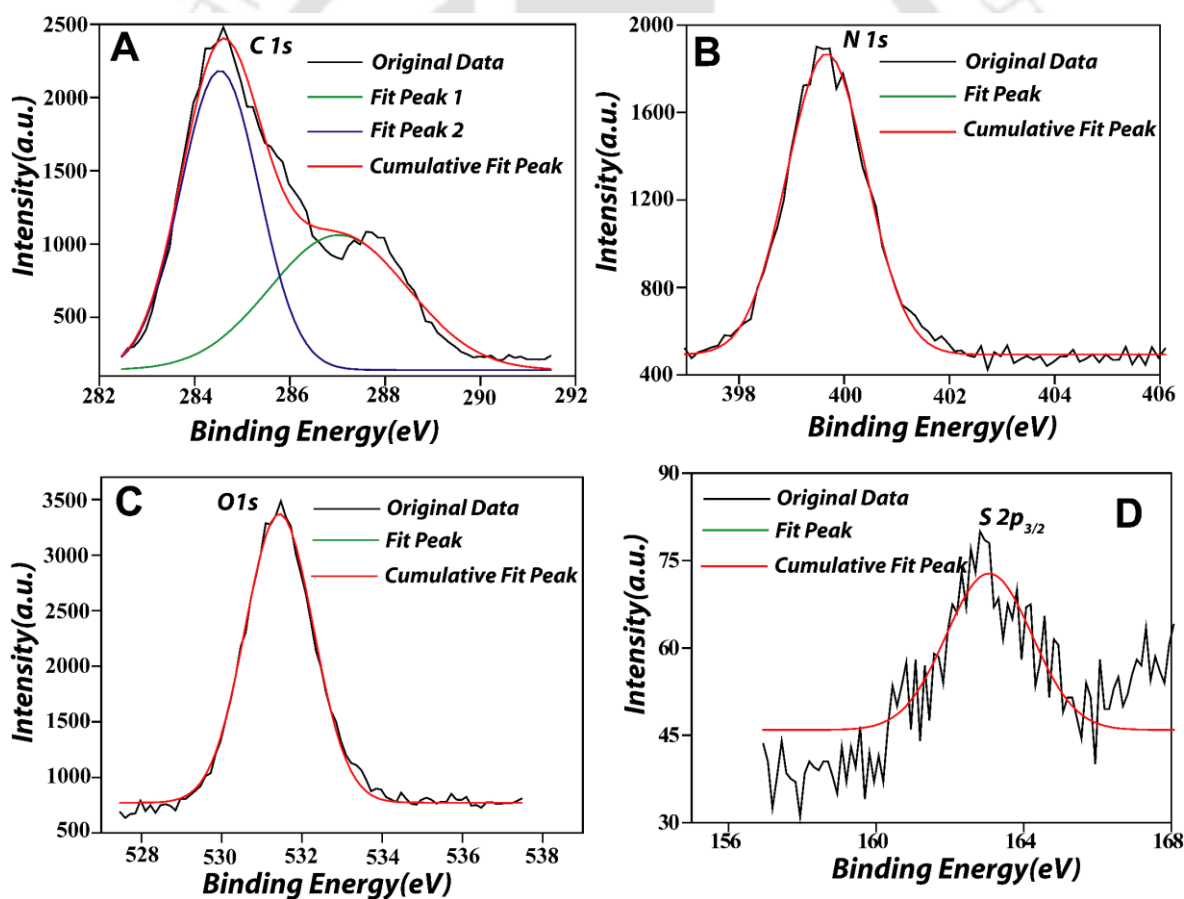 A
C 1s
Original Data
Fit Peak 1
Fit Peak 2
Cumulative Fit Peak
2500
2000
1500
1000
500
282 284 286 288 290 292
Intensity(a.u.)
Binding Energy(eV)
B
N 1s
Original Data
Fit Peak
Cumulative Fit Peak
2000
1600
1200
800
400
398 400 402 404 406
Intensity(a.u.)
Binding Energy(eV)
C
O1s
Original Data
Fit Peak
Cumulative Fit Peak
3500
3000
2500
2000
1500
1000
500
528 530 532 534 536 538
Intensity(a.u.)
Binding Energy(eV)
D
S 2p3/2
Original Data
Fit Peak
Cumulative Fit Peak
90
75
60
45
30
156 160 164 168
Intensity(a.u.)
Binding Energy(eV)